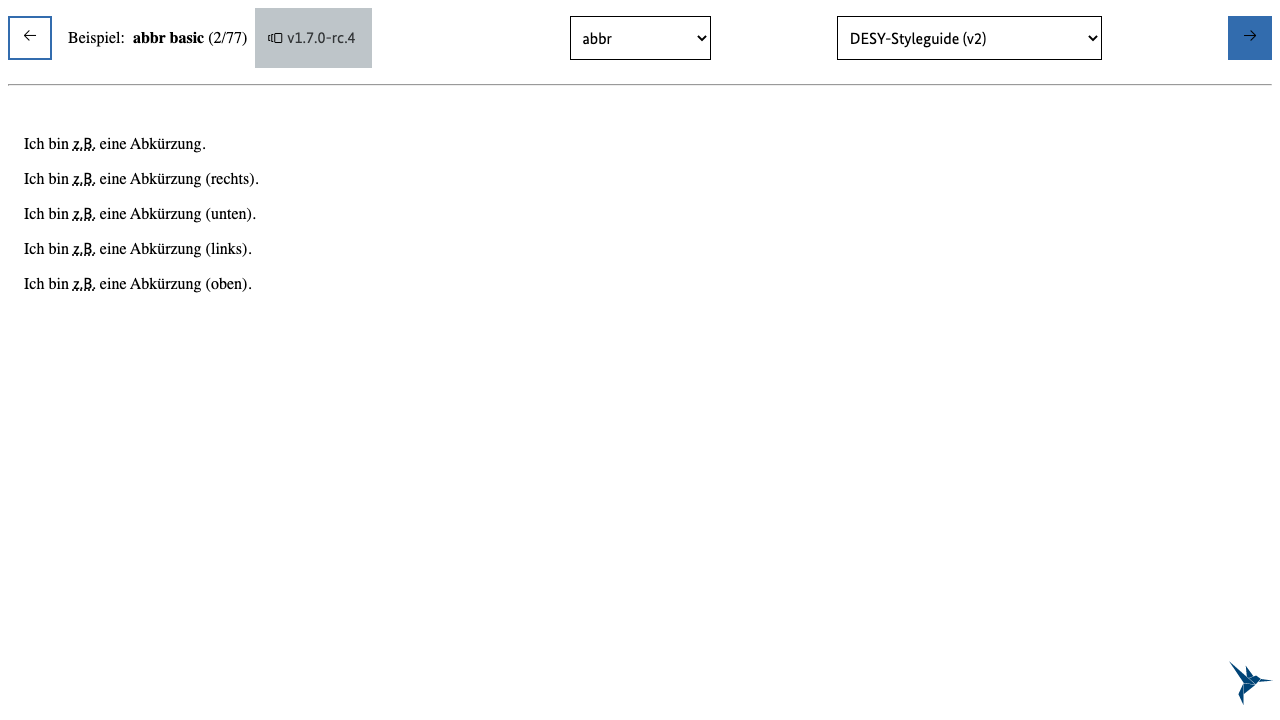 ← Beispiel: abbr basic (2/77) v1.7.0-rc.4 abbr DESY-Styleguide (v2) →
Ich bin z.B. eine Abkürzung.
Ich bin z.B. eine Abkürzung (rechts).
Ich bin z.B. eine Abkürzung (unten).
Ich bin z.B. eine Abkürzung (links).
Ich bin z.B. eine Abkürzung (oben).